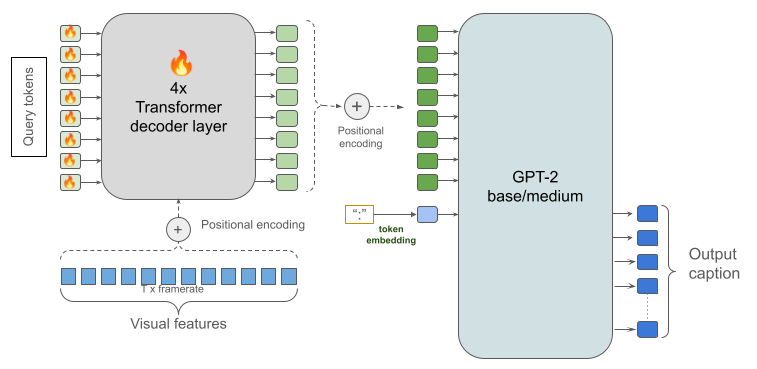 Query tokens
4x
Transformer
decoder layer
+
Positional
encoding
GPT-2
base/medium
“:”
token
embedding
+
Positional encoding
T x framerate
Visual features
Output
caption